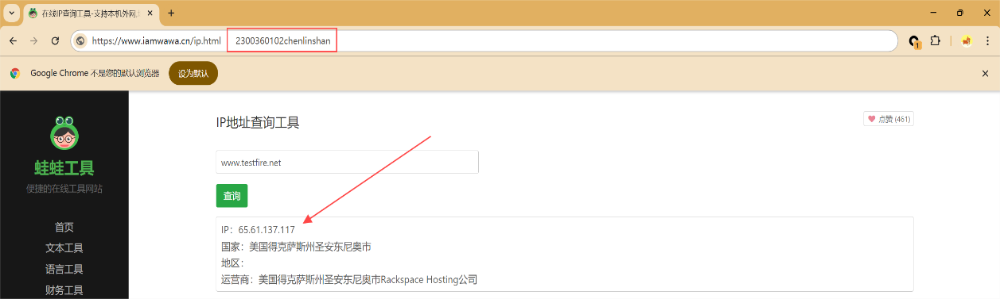 在线IP查询工具-支持本机外网,
https://www.iamwawa.cn/ip.html 2300360102chenlinshan
1
Google Chrome 不是您的默认浏览器 设为默认
IP地址查询工具
点赞 (461)
www.testfire.net
蛙蛙工具
便捷的在线工具网站
查询
首页
文本工具
语言工具
财务工具
IP：65.61.137.117
国家：美国得克萨斯州圣安东尼奥市
地区：
运营商：美国得克萨斯州圣安东尼奥市Rackspace Hosting公司